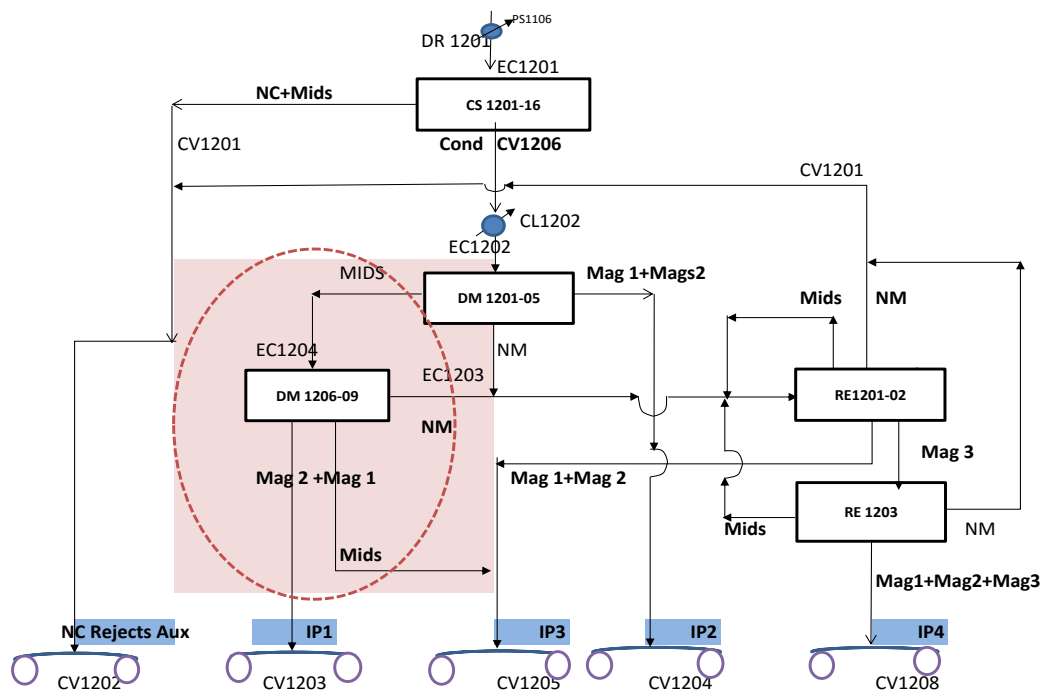 PS1106
DR 1201
EC1201
NC+Mids
CS 1201-16
CV1201
Cond CV1206
CV1201
CL1202
EC1202
MIDS
DM 1201-05
Mag 1+Mags2
Mids
NM
EC1204
NM
EC1203
DM 1206-09
RE1201-02
NM
Mag 2 +Mag 1
Mag 1+Mag 2
Mag 3
RE 1203
Mids
NM
Mids
Mag1+Mag2+Mag3
NC Rejects Aux
IP1
IP3
IP2
IP4
CV1202
CV1203
CV1205
CV1204
CV1208